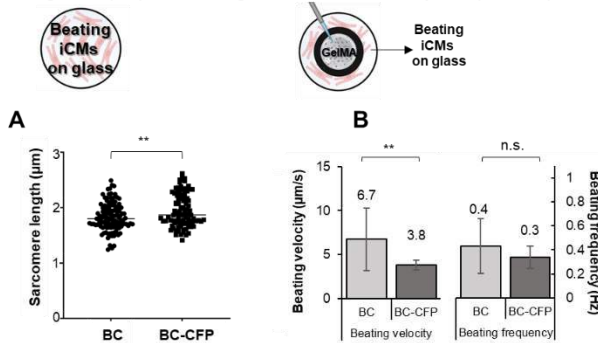 Beating
iCMs
on glass
GelMA
Beating
iCMs
on glass
A
**
Sarcomere length (μm)
3
2
1
0
BC
BC-CFP
B
**
n.s.
Beating velocity (μm/s)
15
10
5
0
6.7
3.8
0.4
0.3
1
0.8
0.6
0.4
0.2
0
Beating frequency (Hz)
BC
BC-CFP
BC
BC-CFP
Beating velocity
Beating frequency